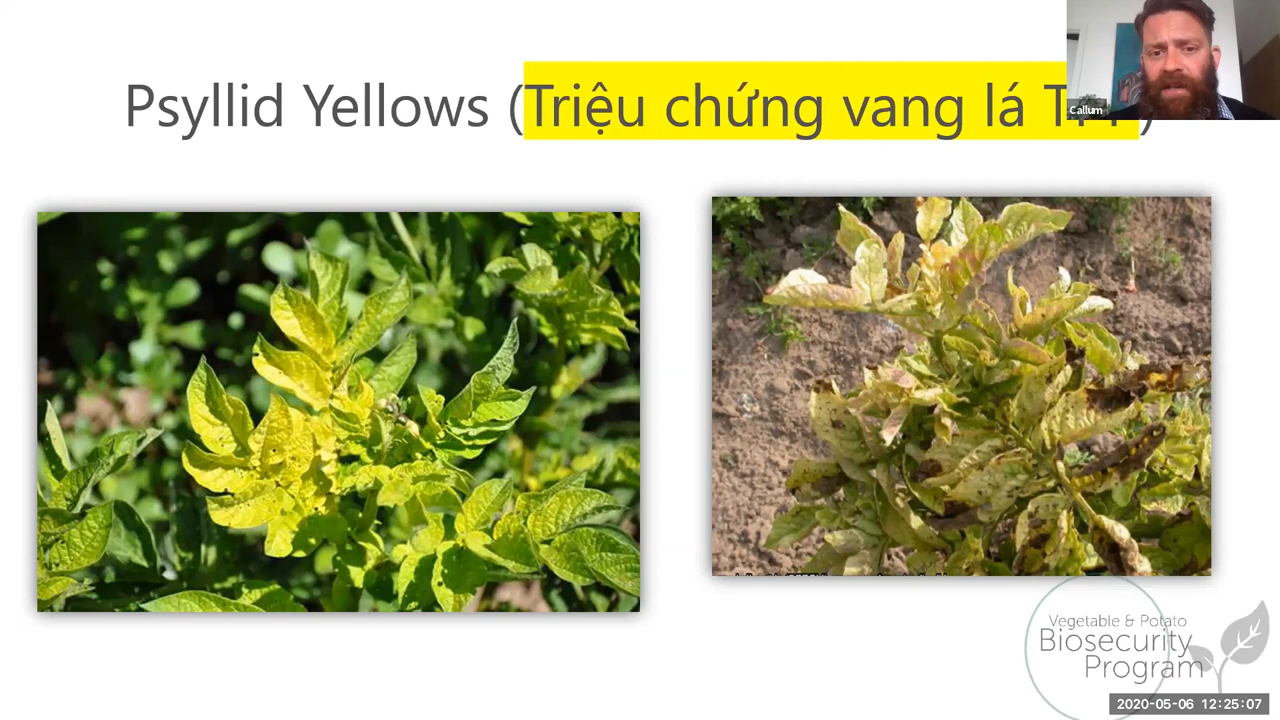 Psyllid Yellows (Triệu chứng vang lá
Callum
Vegetable & Potato
Biosecurity
Program
2020-05-06 12:25:07